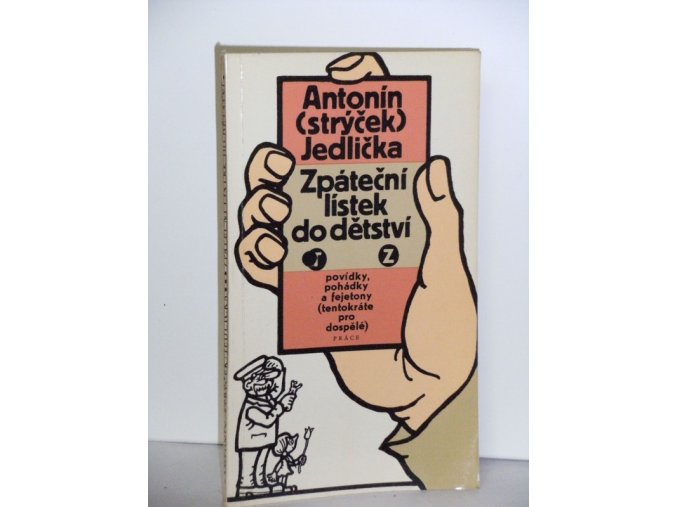 Antonín
(strýček)
Jedlička
Zpáteční
lístek
do dětství
Z
povídky,
pohádky
a fejetony
(tentokráte
pro
dospělé)
PRÁCE